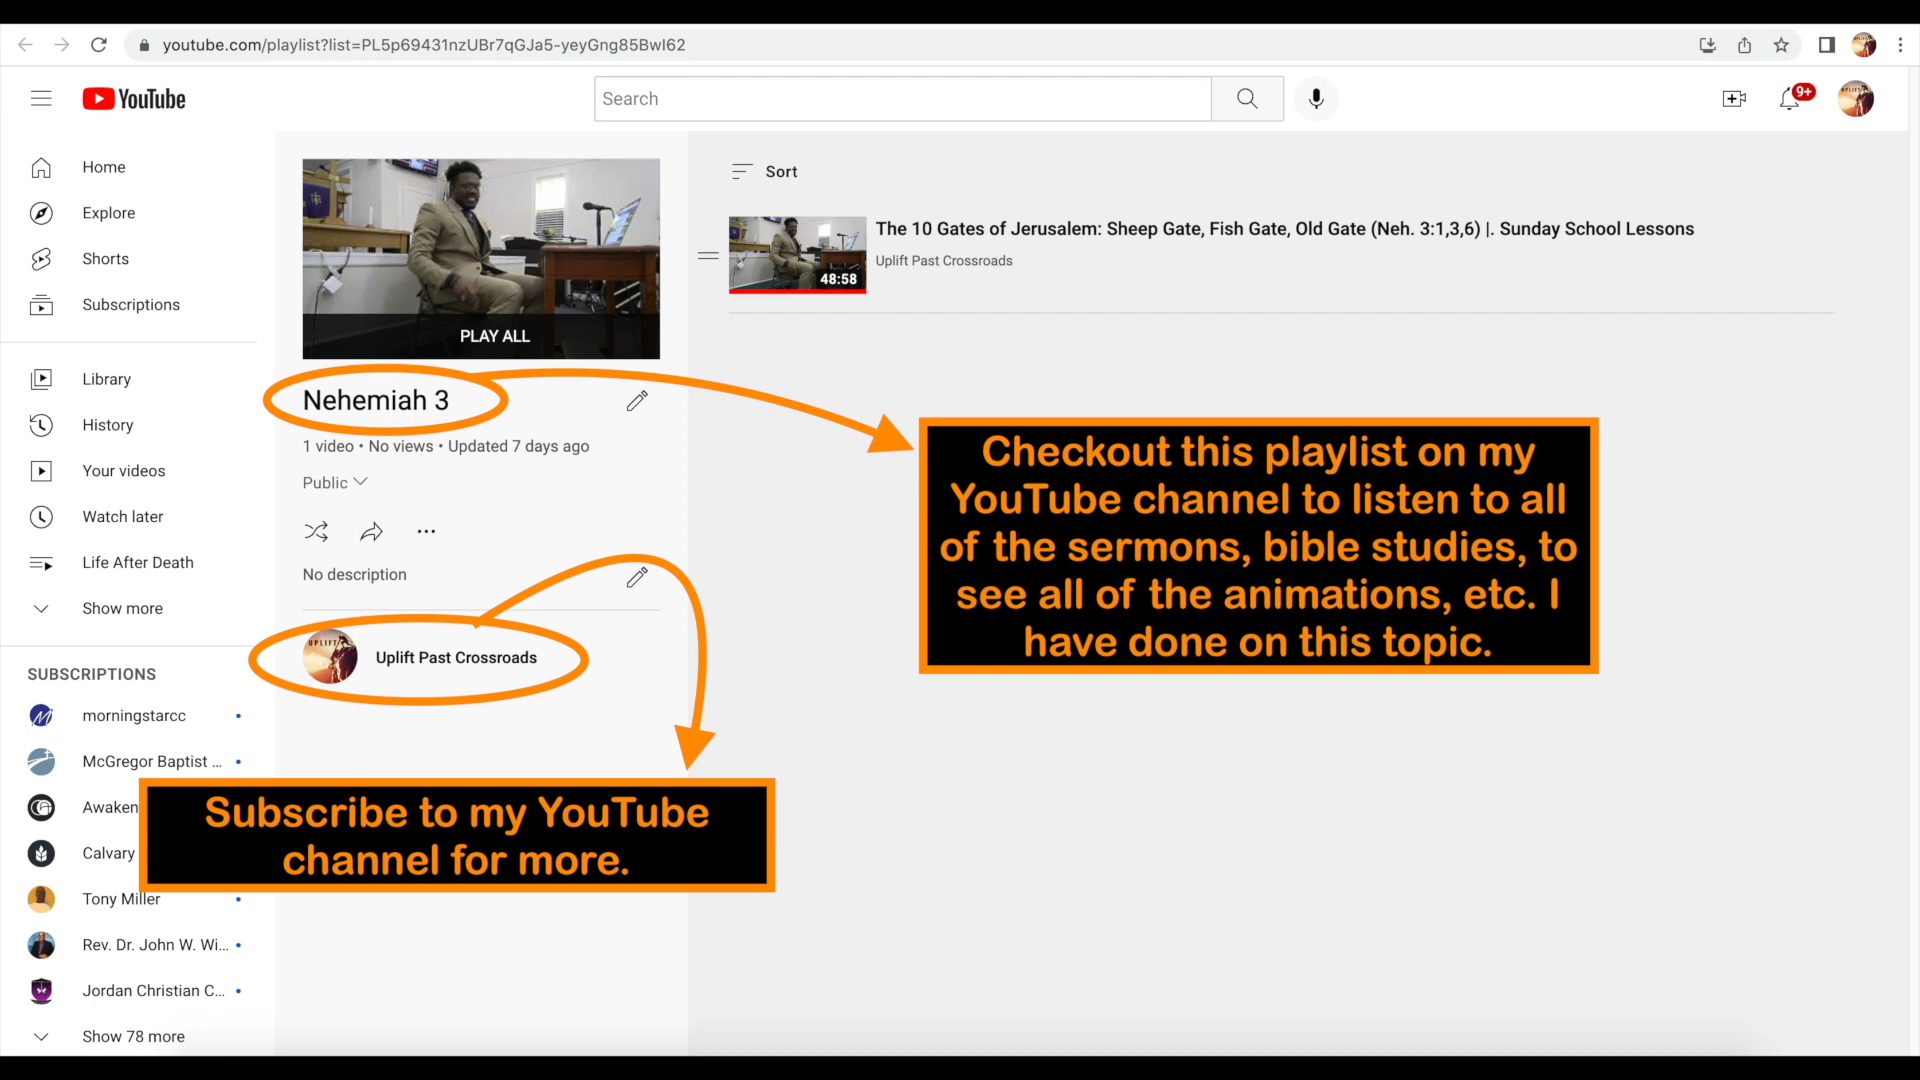 youtube.com/playlist?list=PL5p69431nzUBr7qGJa5-yeyGng85BwI62
YouTube
Search
9+
Home
Explore
Shorts
Subscriptions
Library
History
Your videos
Watch later
Life After Death
Show more
SUBSCRIPTIONS
morningstarcc
McGregor Baptist ...
Awaken
Calvary
Tony Miller
Rev. Dr. John W. Wi...
Jordan Christian C...
Show 78 more
PLAY ALL
Nehemiah 3
1 video • No views • Updated 7 days ago
Public
No description
UPLIFT
Uplift Past Crossroads
Subscribe to my YouTube
channel for more.
Sort
The 10 Gates of Jerusalem: Sheep Gate, Fish Gate, Old Gate (Neh. 3:1,3,6) |. Sunday School Lessons
Uplift Past Crossroads
48:58
Checkout this playlist on my
YouTube channel to listen to all
of the sermons, bible studies, to
see all of the animations, etc. I
have done on this topic.